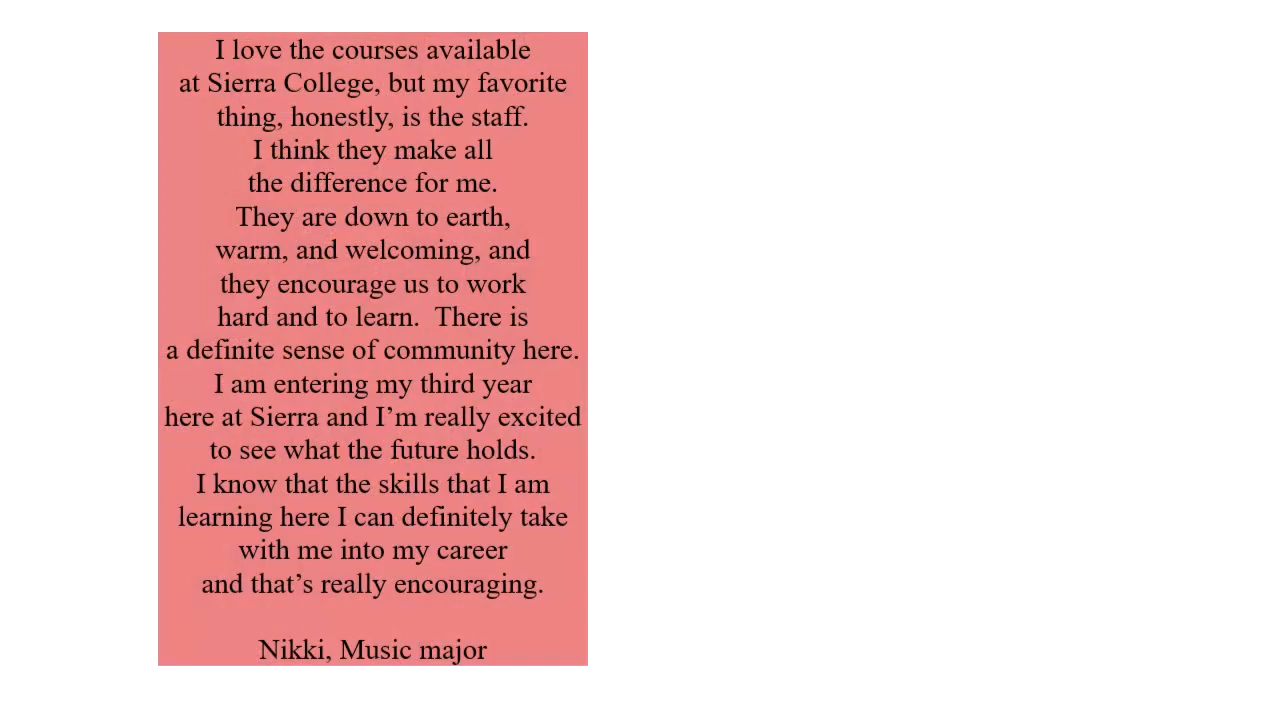 I love the courses available
at Sierra College, but my favorite
thing, honestly, is the staff.
I think they make all
the difference for me.
They are down to earth,
warm, and welcoming, and
they encourage us to work
hard and to learn.  There is
a definite sense of community here.
I am entering my third year
here at Sierra and I’m really excited
to see what the future holds.
I know that the skills that I am
learning here I can definitely take
with me into my career
and that’s really encouraging.

Nikki, Music major